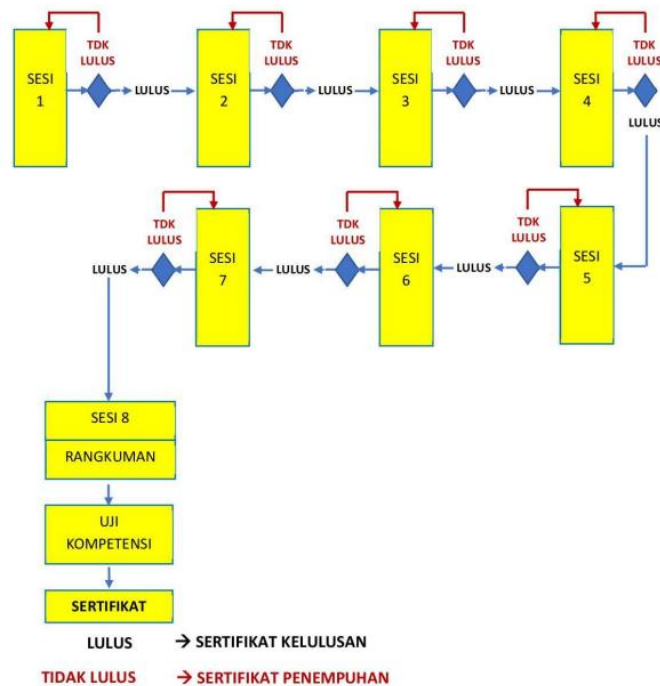 TDK
LULUS
SESI
1
LULUS
TDK
LULUS
SESI
2
LULUS
TDK
LULUS
SESI
3
LULUS
TDK
LULUS
SESI
4
LULUS
TDK
LULUS
SESI
5
LULUS
TDK
LULUS
SESI
6
LULUS
TDK
LULUS
SESI
7
LULUS
SESI 8
RANGKUMAN
UJI
KOMPETENSI
SERTIFIKAT
LULUS → SERTIFIKAT KELULUSAN
TIDAK LULUS → SERTIFIKAT PENEMPUHAN